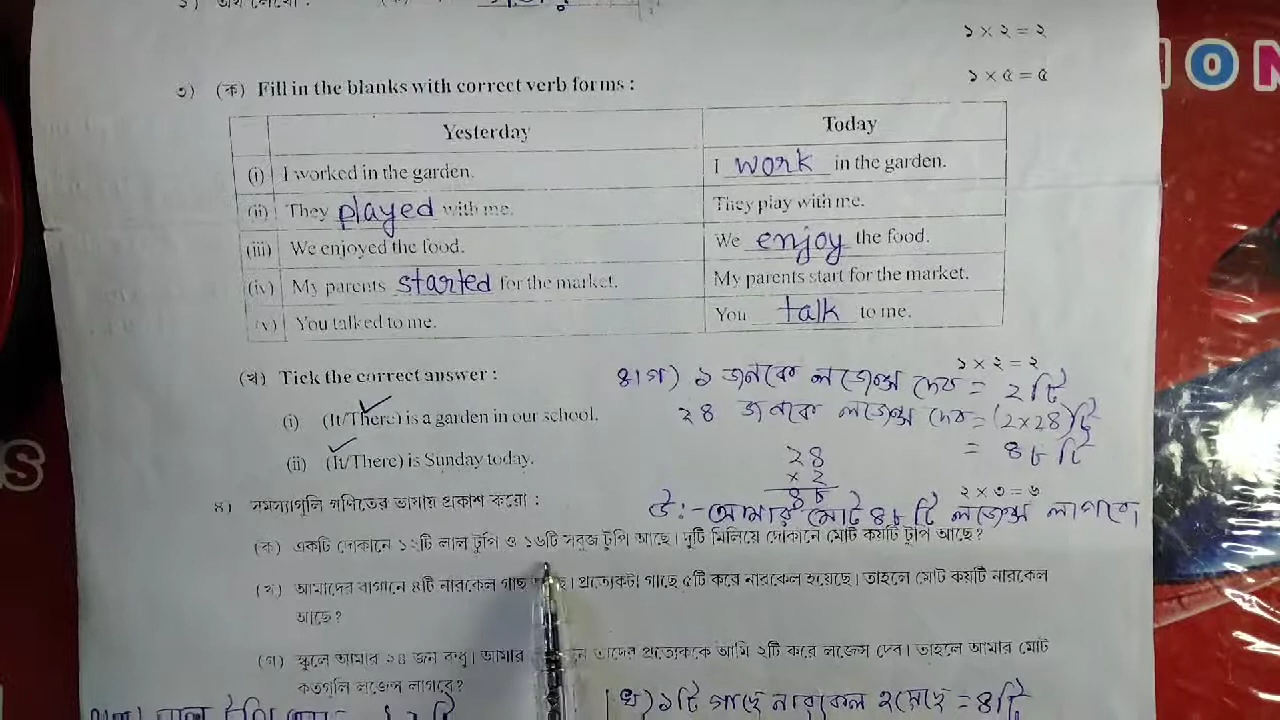 ১ × ২ = ২
১ × ৫ = ৫
৩) (ক) Fill in the blanks with correct verb forms :
Yesterday Today
(i) I worked in the garden. I work in the garden.
(ii) They played with me. They play with me.
(iii) We enjoyed the food. We enjoy the food.
(iv) My parents started for the market. My parents start for the market.
(v) You talked to me. You talk to me.
(খ) Tick the correct answer :
(i) (It/There) is a garden in our school.
(ii) (It/There) is Sunday today.
১ × ২ = ২
৪।গ) ১ জনকে লজেন্স দেব = ২টি
২৪ জনকে লজেন্স দেব = (২×২৪)টি
= ৪৮ টি
২৪
× ২
৪৮
উ:- আমার মোট ৪৮ টি লজেন্স লাগবে
৪) সমস্যাগুলি গণিতের ভাষায় প্রকাশ করো : ২ × ৩ = ৬
(ক) একটি দোকানে ১২টি লাল টুপি ও ১৬টি সবুজ টুপি আছে। দুটি মিলিয়ে দোকানে মোট কয়টি টুপি আছে?
(খ) আমাদের বাগানে ৪টি নারকেল গাছ প্রত্যেকটা গাছে ৫টি করে নারকেল হয়েছে। তাহলে মোট কয়টি নারকেল
আছে?
(গ) স্কুলে আমার ২৪ জন বন্ধু। আমার তাদের প্রত্যেককে আমি ২টি করে লজেন্স দেব। তাহলে আমার মোট
কতগুলি লজেন্স লাগবে?
খ) ১টি গাছে নারকেল হয়েছে = ৪টি